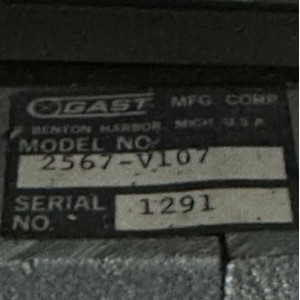 GAST MFG CORP
BENTON HARBOR, MICH U.S.A
MODEL NO.
2567-V107
SERIAL NO.
1291